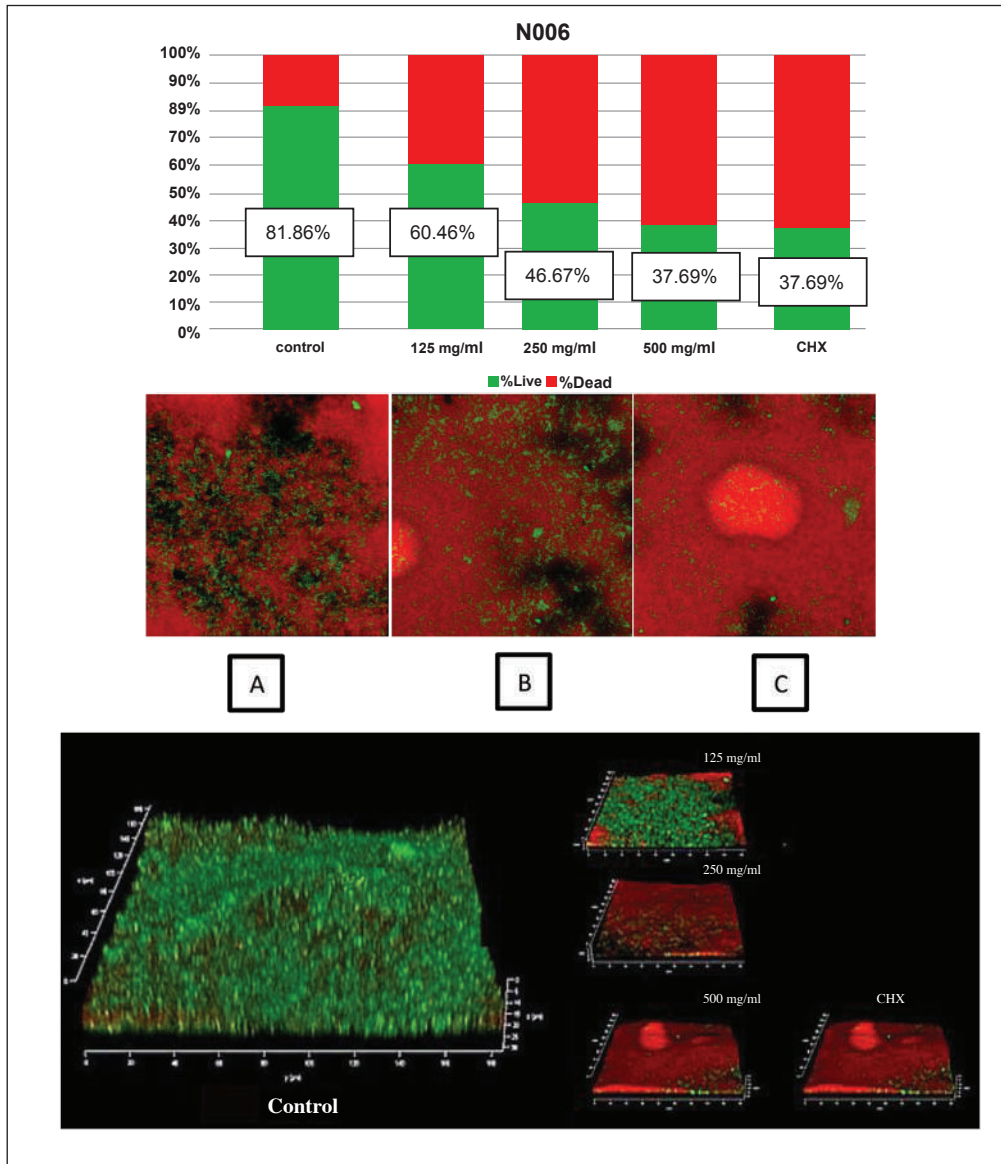 N006
100%
90%
89%
70%
60%
50%
40%
30%
20%
10%
0%
81.86%
60.46%
46.67%
37.69%
37.69%
control
125 mg/ml
250 mg/ml
500 mg/ml
CHX
%Live
%Dead
A
B
C
125 mg/ml
250 mg/ml
500 mg/ml
CHX
Control